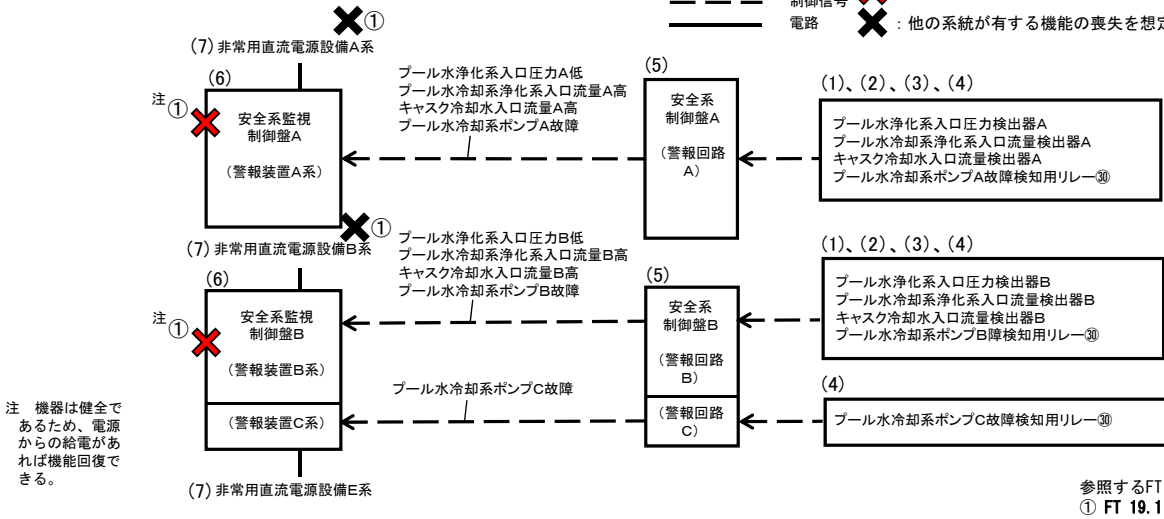 制御信号
電路
：他の系統が有する機能の喪失を想定
①
(7) 非常用直流電源設備A系
(6)
注 ①
安全系監視
制御盤A
（警報装置A系）
プール水浄化系入口圧力A低
プール水冷却系浄化系入口流量A高
キャスク冷却水入口流量A高
プール水冷却系ポンプA故障
(5)
安全系
制御盤A
（警報回路
A）
(1)、(2)、(3)、(4)
プール水浄化系入口圧力検出器A
プール水冷却系浄化系入口流量検出器A
キャスク冷却水入口流量検出器A
プール水冷却系ポンプA故障検知用リレー㉚
①
(7) 非常用直流電源設備B系
(6)
注 ①
安全系監視
制御盤B
（警報装置B系）
（警報装置C系）
プール水浄化系入口圧力B低
プール水冷却系浄化系入口流量B高
キャスク冷却水入口流量B高
プール水冷却系ポンプB故障
プール水冷却系ポンプC故障
(5)
安全系
制御盤B
（警報回路
B）
（警報回路
C）
(1)、(2)、(3)、(4)
プール水浄化系入口圧力検出器B
プール水冷却系浄化系入口流量検出器B
キャスク冷却水入口流量検出器B
プール水冷却系ポンプB障検知用リレー㉚
(4)
プール水冷却系ポンプC故障検知用リレー㉚
(7) 非常用直流電源設備E系
注　機器は健全で
あるため、電源
からの給電があ
れば機能回復で
きる。
参照するFT
① FT 19.1